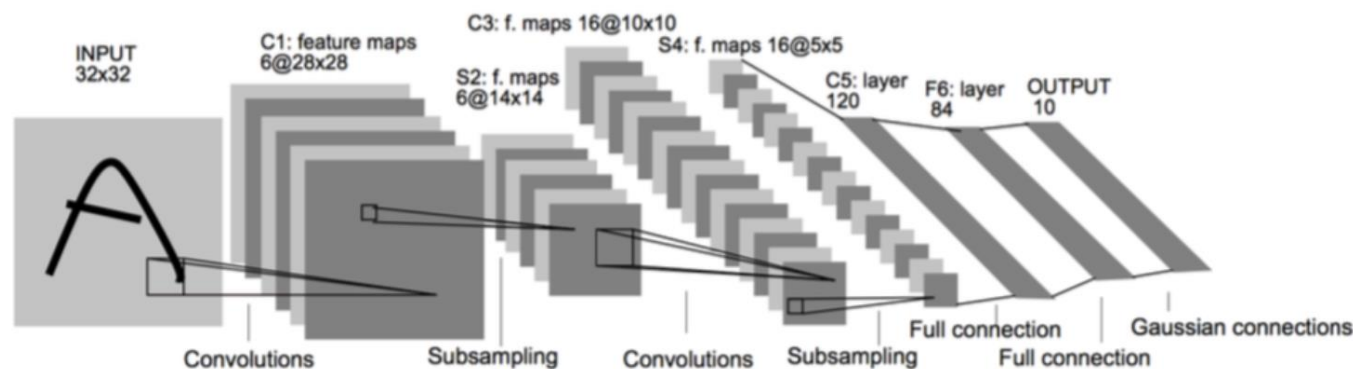 INPUT
32x32
C1: feature maps
6@28x28
S2: f. maps
6@14x14
C3: f. maps 16@10x10
S4: f. maps 16@5x5
C5: layer
120
F6: layer
84
OUTPUT
10
Convolutions
Subsampling
Convolutions
Subsampling
Full connection
Full connection
Gaussian connections